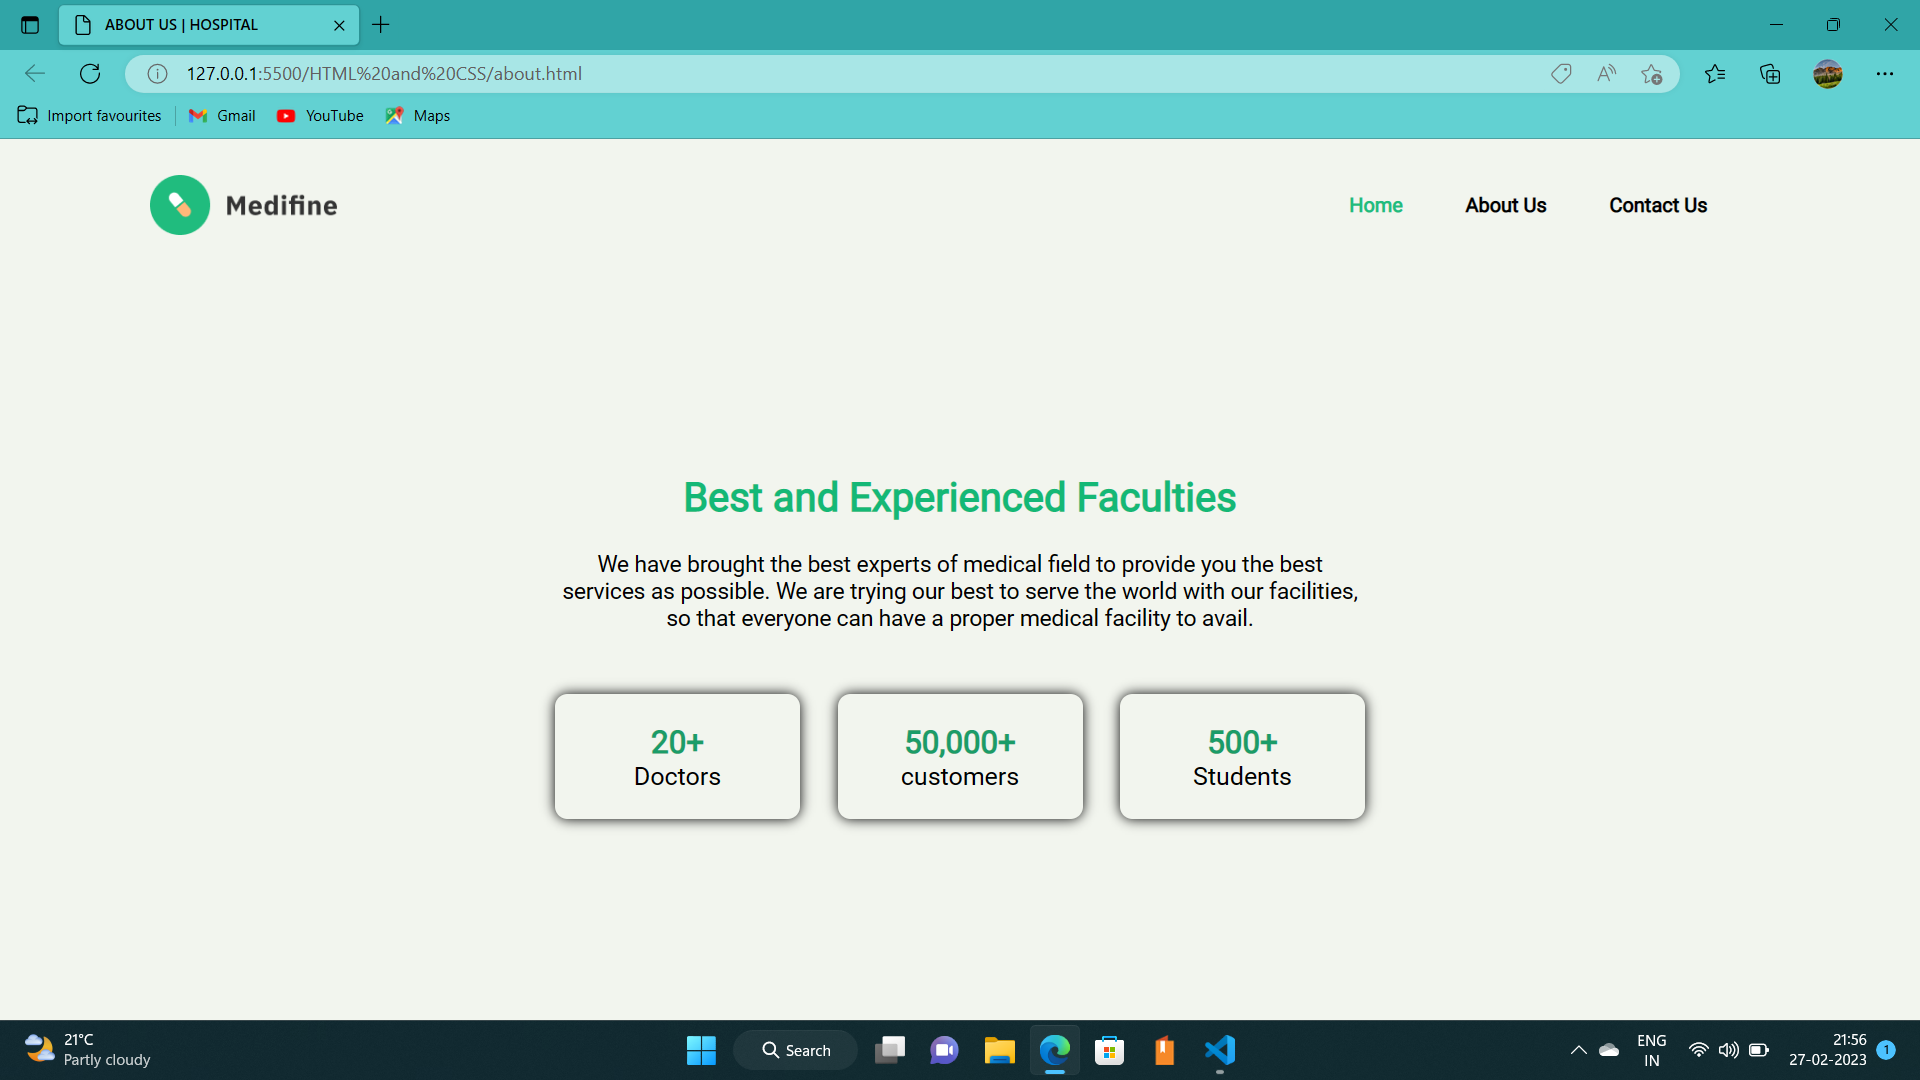 ABOUT US | HOSPITAL
127.0.0.1:5500/HTML%20and%20CSS/about.html
Import favourites
Gmail
YouTube
Maps
Medifine
Home
About Us
Contact Us
Best and Experienced Faculties
We have brought the best experts of medical field to provide you the best
services as possible. We are trying our best to serve the world with our facilities,
so that everyone can have a proper medical facility to avail.
20+
Doctors
50,000+
customers
500+
Students
21°C
Partly cloudy
Search
ENG
IN
21:56
27-02-2023
1